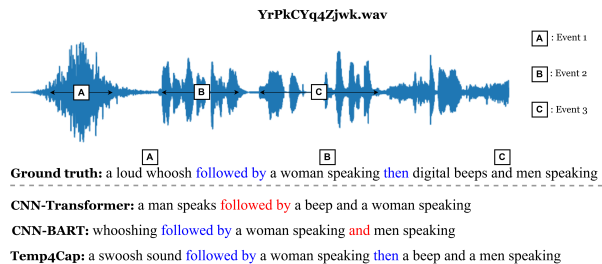 YrPkCYq4Zjwk.wav
A : Event 1
B : Event 2
C : Event 3
A B C
A B C
Ground truth: a loud whoosh followed by a woman speaking then digital beeps and men speaking
CNN-Transformer: a man speaks followed by a beep and a woman speaking
CNN-BART: whooshing followed by a woman speaking and men speaking
Temp4Cap: a swoosh sound followed by a woman speaking then a beep and a men speaking